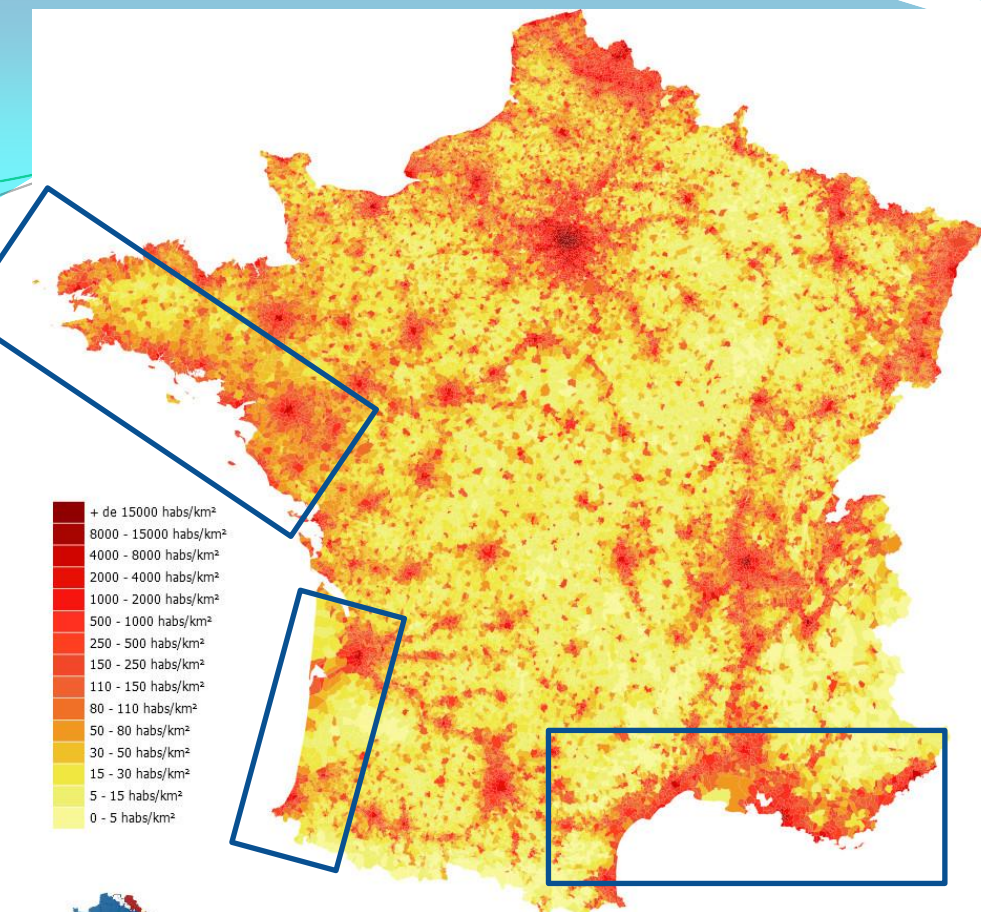 + de 15000 habs/km²
8000 - 15000 habs/km²
4000 - 8000 habs/km²
2000 - 4000 habs/km²
1000 - 2000 habs/km²
500 - 1000 habs/km²
250 - 500 habs/km²
150 - 250 habs/km²
110 - 150 habs/km²
80 - 110 habs/km²
50 - 80 habs/km²
30 - 50 habs/km²
15 - 30 habs/km²
5 - 15 habs/km²
0 - 5 habs/km²